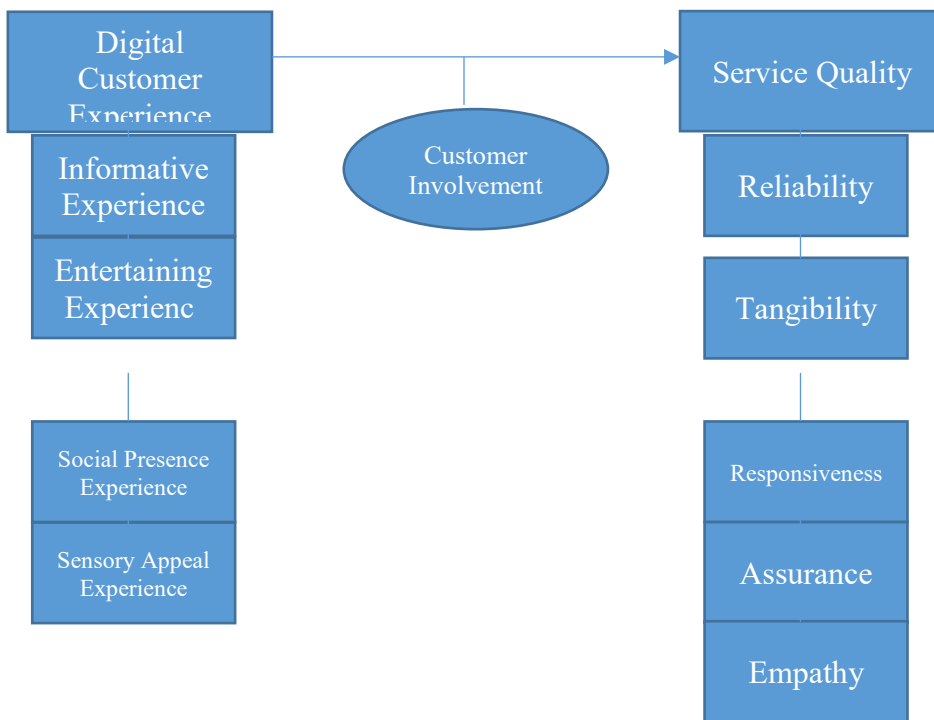 Digital
Customer
Experience
Service Quality
Customer
Involvement
Informative
Experience
Reliability
Entertaining
Experienc
Tangibility
Social Presence
Experience
Responsiveness
Sensory Appeal
Experience
Assurance
Empathy